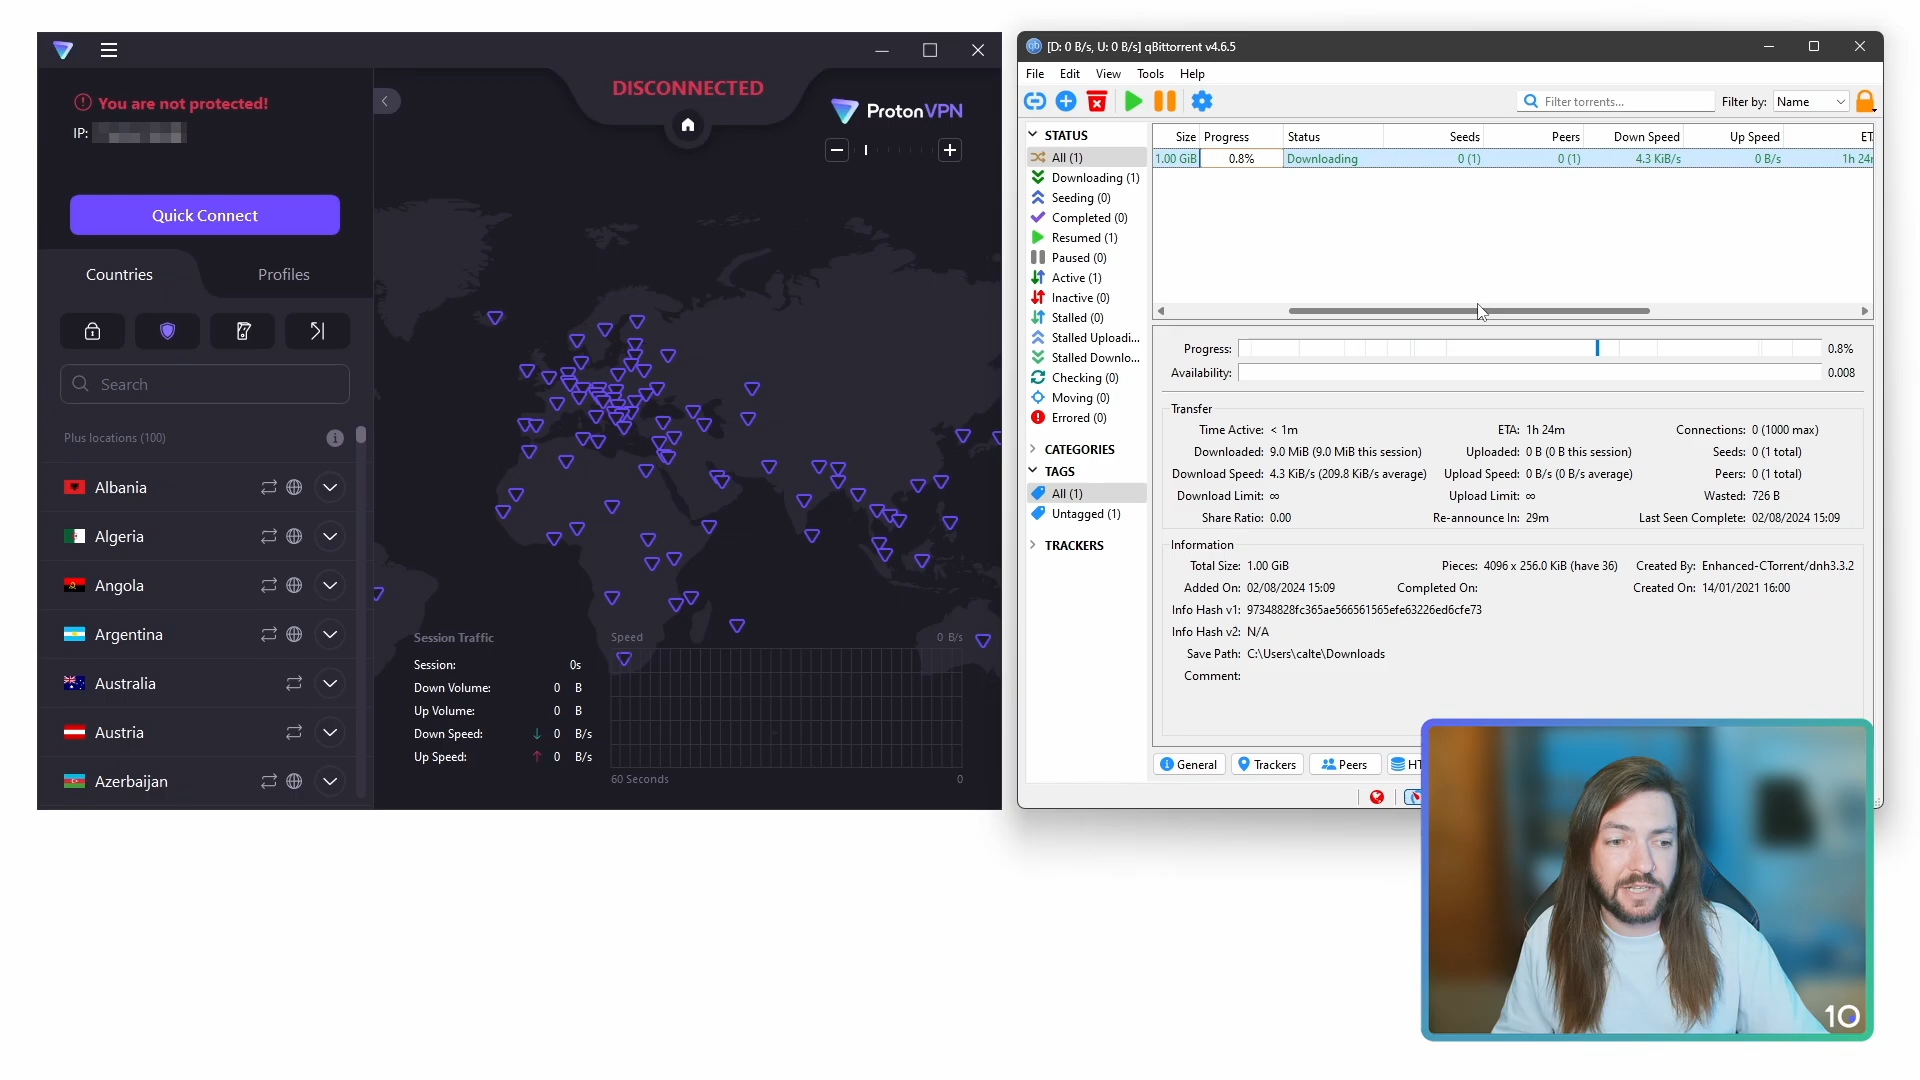 You are not protected!
IP:
Quick Connect
Countries
Profiles
Search
Plus locations (100)
Albania
Algeria
Angola
Argentina
Australia
Austria
Azerbaijan
DISCONNECTED
ProtonVPN
Session Traffic
Session: 0s
Down Volume: 0 B
Up Volume: 0 B
Down Speed: 0 B/s
Up Speed: 0 B/s
Speed 0 B/s
60 Seconds 0
[D: 0 B/s, U: 0 B/s] qBittorrent v4.6.5
File Edit View Tools Help
Filter torrents...
Filter by: Name
STATUS
All (1)
Downloading (1)
Seeding (0)
Completed (0)
Resumed (1)
Paused (0)
Active (1)
Inactive (0)
Stalled (0)
Stalled Uploadi...
Stalled Downlo...
Checking (0)
Moving (0)
Errored (0)
CATEGORIES
TAGS
All (1)
Untagged (1)
TRACKERS
Size Progress Status Seeds Peers Down Speed Up Speed ET
1.00 GiB 0.8% Downloading 0 (1) 0 (1) 4.3 KiB/s 0 B/s 1h 24m
Progress: 0.8%
Availability: 0.008
Transfer
Time Active: < 1m ETA: 1h 24m Connections: 0 (1000 max)
Downloaded: 9.0 MiB (9.0 MiB this session) Uploaded: 0 B (0 B this session) Seeds: 0 (1 total)
Download Speed: 4.3 KiB/s (209.8 KiB/s average) Upload Speed: 0 B/s (0 B/s average) Peers: 0 (1 total)
Download Limit: ∞ Upload Limit: ∞ Wasted: 726 B
Share Ratio: 0.00 Re-announce In: 29m Last Seen Complete: 02/08/2024 15:09
Information
Total Size: 1.00 GiB Pieces: 4096 x 256.0 KiB (have 36) Created By: Enhanced-CTorrent/dnh3.3.2
Added On: 02/08/2024 15:09 Completed On: Created On: 14/01/2021 16:00
Info Hash v1: 97348828fc365ae566561565efe63226ed6cfe73
Info Hash v2: N/A
Save Path: C:\Users\calte\Downloads
Comment:
General Trackers Peers HT
10